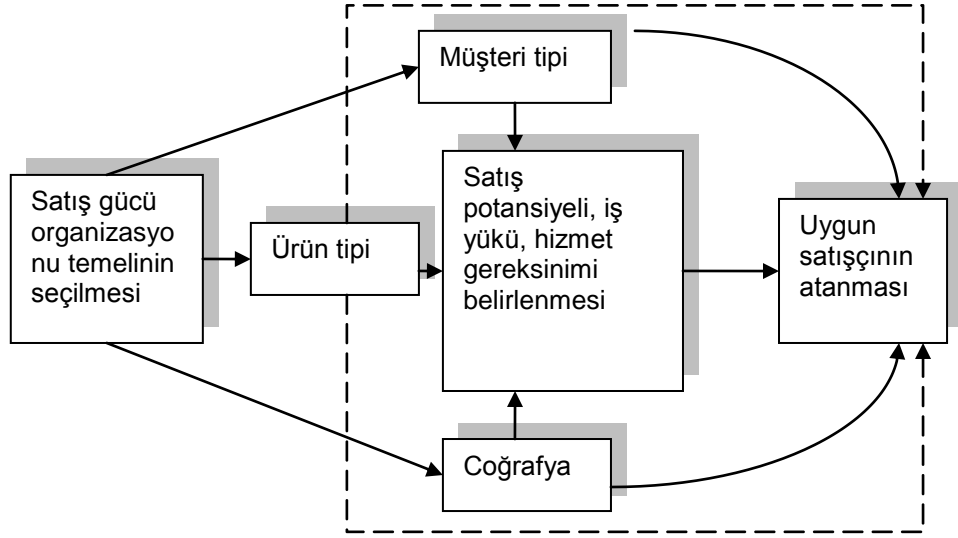 Müşteri tipi
Satış gücü
organizasyo
nu temelinin
seçilmesi
Ürün tipi
Satış
potansiyeli, iş
yükü, hizmet
gereksinimi
belirlenmesi
Uygun
satışçının
atanması
Coğrafya